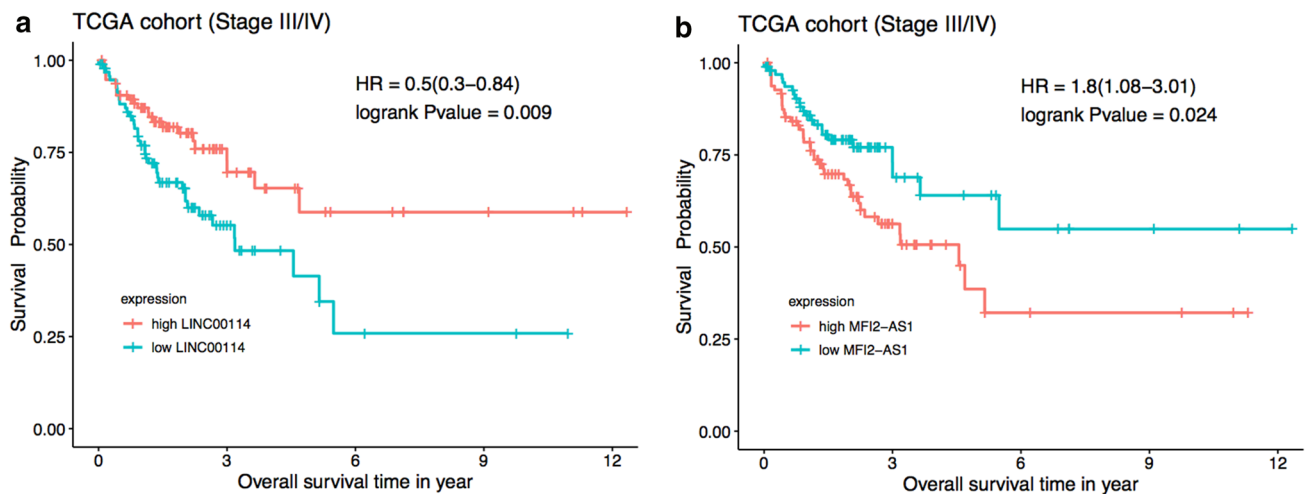 a
TCGA cohort (Stage III/IV)
HR = 0.5(0.3–0.84)
logrank Pvalue = 0.009
1.00
0.75
0.50
0.25
0.00
Survival Probability
expression
high LINC00114
low LINC00114
0 3 6 9 12
Overall survival time in year
b
TCGA cohort (Stage III/IV)
HR = 1.8(1.08–3.01)
logrank Pvalue = 0.024
1.00
0.75
0.50
0.25
0.00
Survival Probability
expression
high MFI2–AS1
low MFI2–AS1
0 3 6 9 12
Overall survival time in year